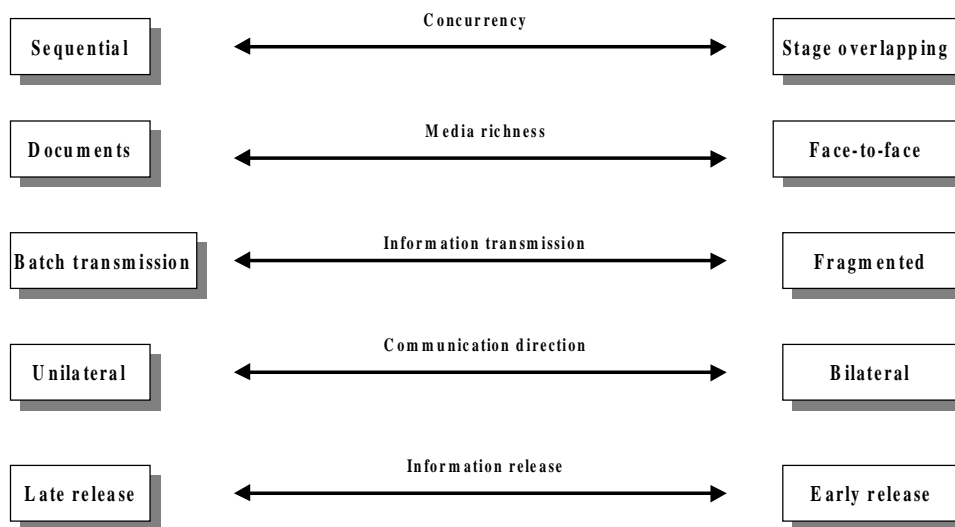 Concurrency
Sequential
Stage overlapping
Media richness
Documents
Face-to-face
Information transmission
Batch transmission
Fragmented
Communication direction
Unilateral
Bilateral
Information release
Late release
Early release